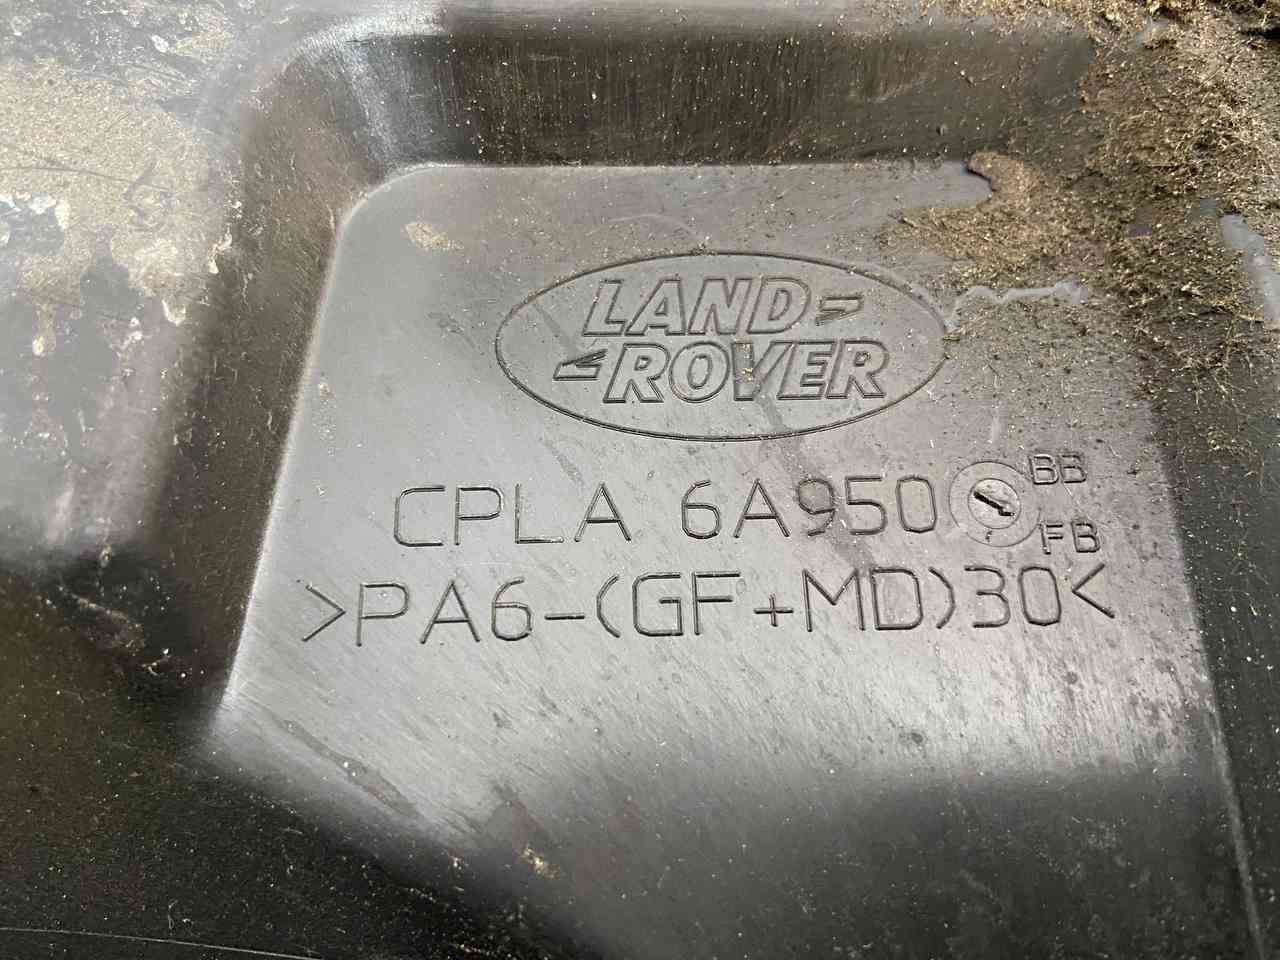 LAND
ROVER
CPLA 6A950 BB
FB
>PA6-(GF+MD)30<